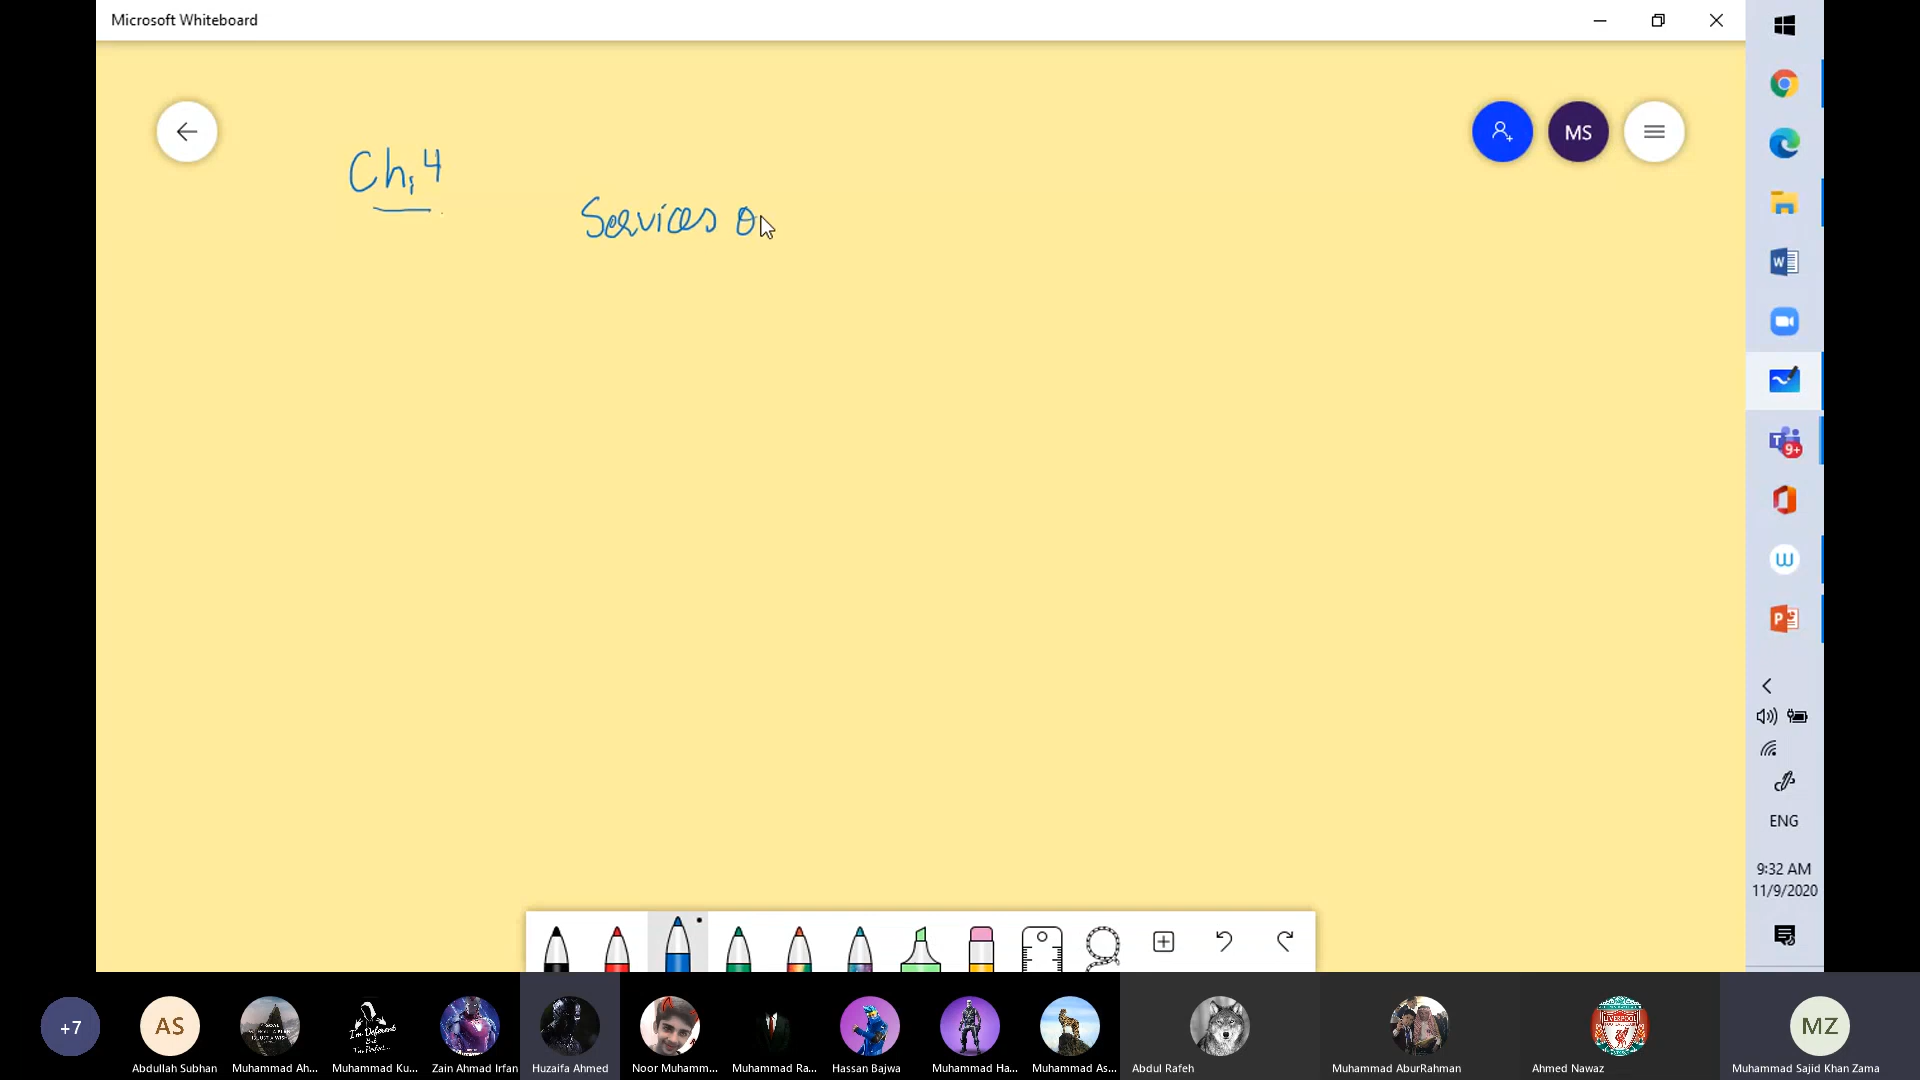 Microsoft Whiteboard
MS
Ch. 4
Services o
9+
ENG
9:32 AM
11/9/2020
+7
AS
MZ
Abdullah Subhan
Muhammad Ah...
Muhammad Ku...
Zain Ahmad Irfan
Huzaifa Ahmed
Noor Muhamm...
Muhammad Ra...
Hassan Bajwa
Muhammad Ha...
Muhammad As...
Abdul Rafeh
Muhammad AburRahman
Ahmed Nawaz
Muhammad Sajid Khan Zama